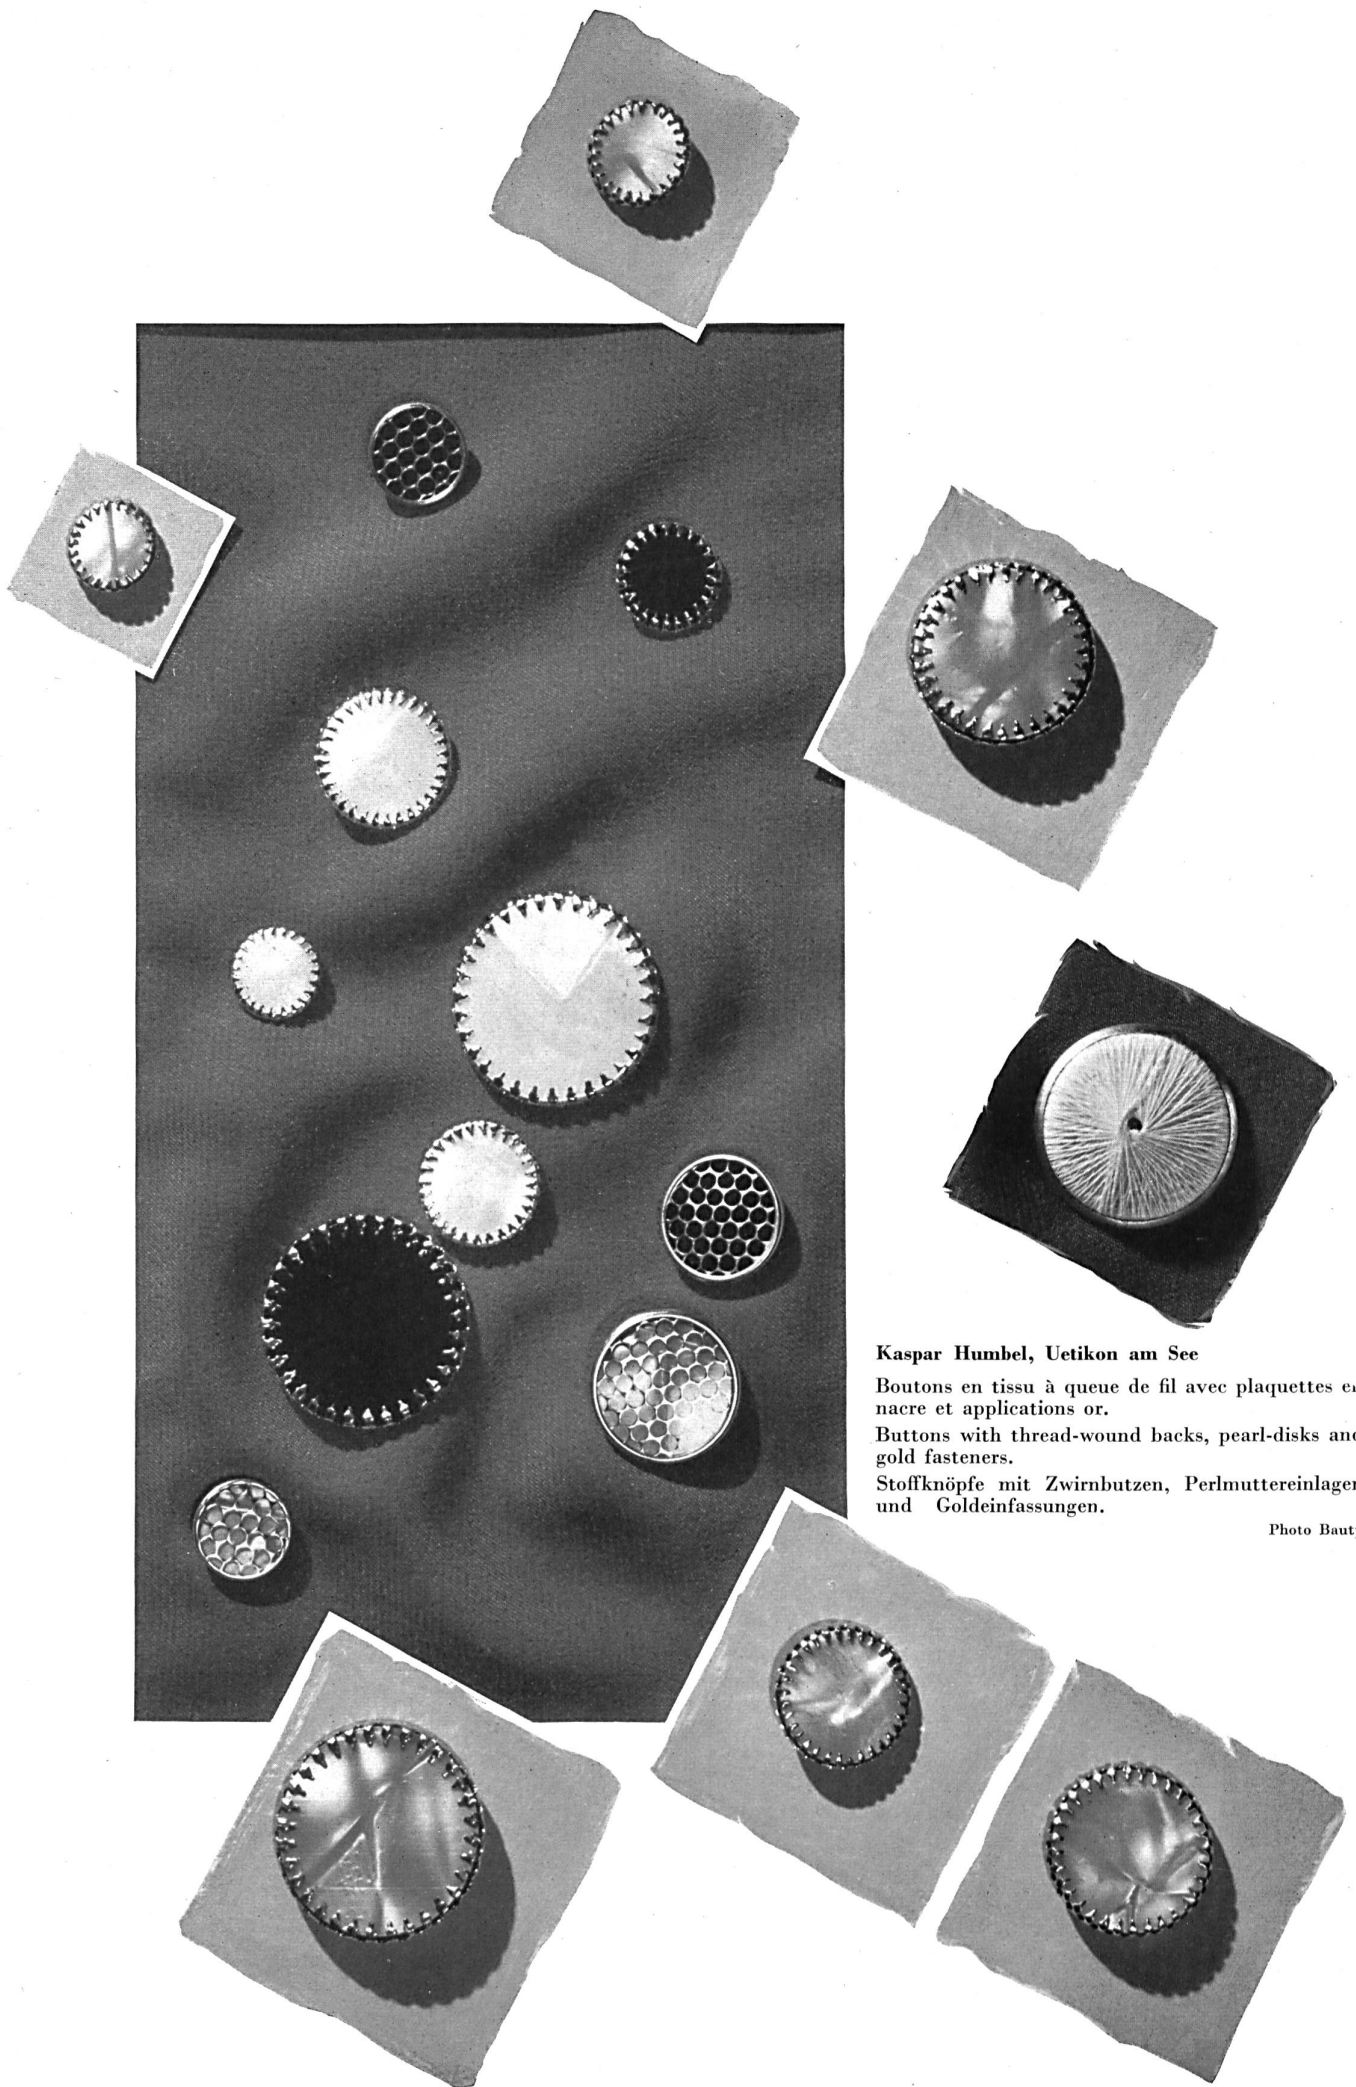 Kaspar Humbel, Uetikon am See
Boutons en tissu à queue de fil avec plaquettes
nacre et applications or.
Buttons with thread-wound backs, pearl-disks
gold fasteners.
Stoffknöpfe mit Zwirnbutzen,
und Goldeinfassungen.
Photo